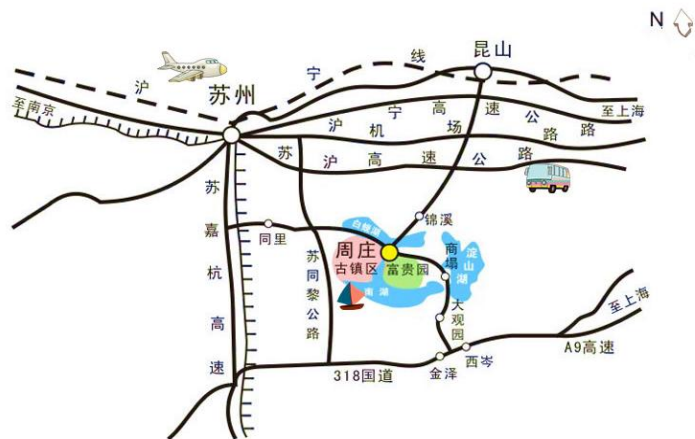 N
昆山
沪宁线
苏州
至南京
至上海
沪宁高速公路
沪机场路
苏沪高速公路
苏嘉杭高速
同里
苏同黎公路
锦溪
白蚬湖
周庄
古镇区
富贵园
南湖
商塌
淀山湖
大观园
至上海
A9高速
西岑
金泽
318国道